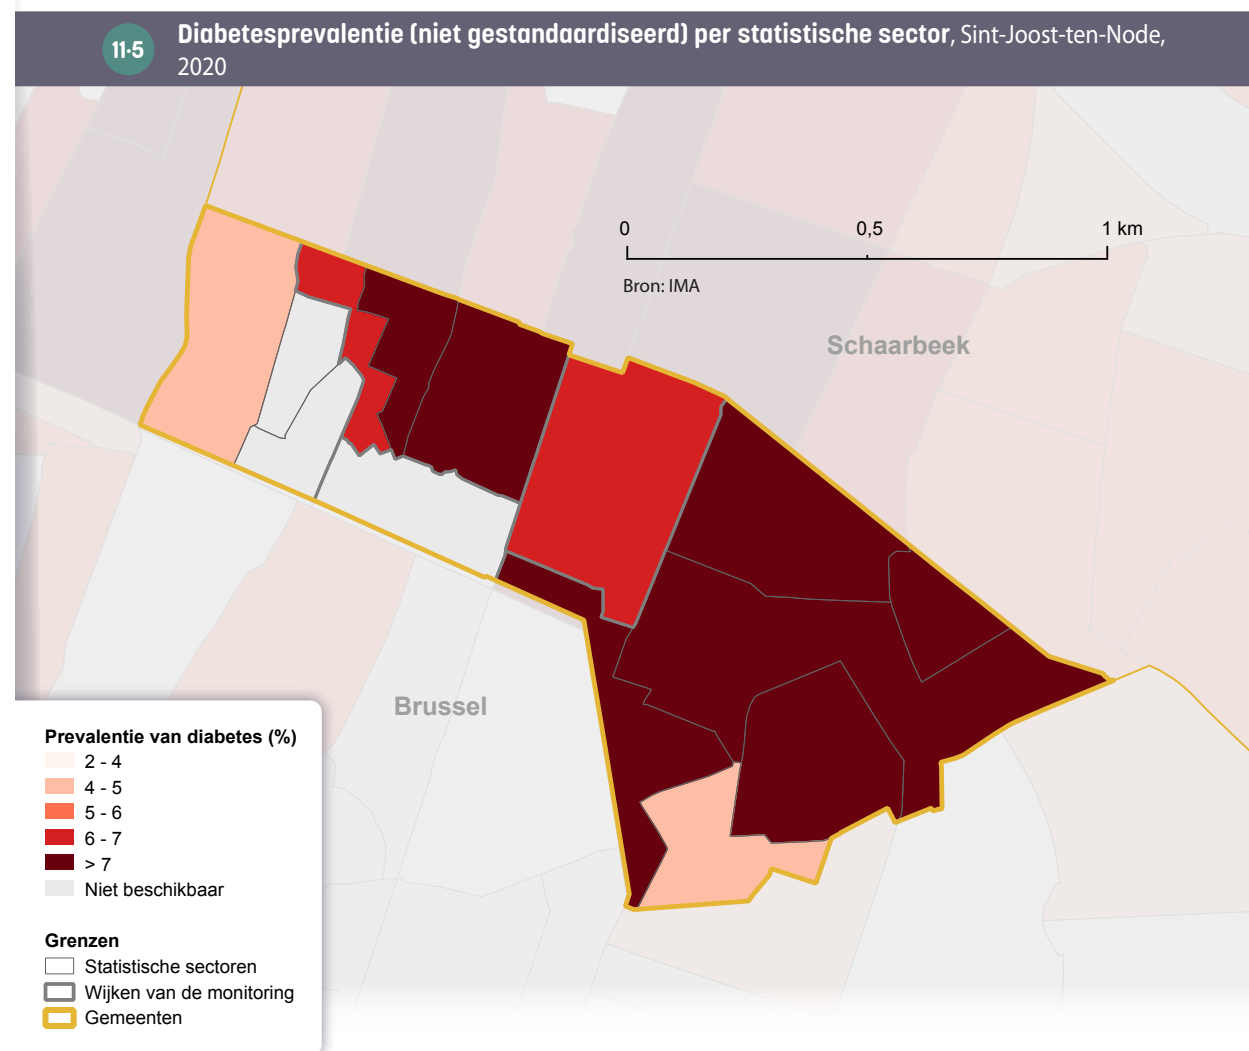 11·5
Diabetesprevalentie (niet gestandaardiseerd) per statistische sector, Sint-Joost-ten-Node,
2020
0 0,5 1 km
Bron: IMA
Schaarbeek
Brussel
Prevalentie van diabetes (%)
2 - 4
4 - 5
5 - 6
6 - 7
> 7
Niet beschikbaar
Grenzen
Statistische sectoren
Wijken van de monitoring
Gemeenten